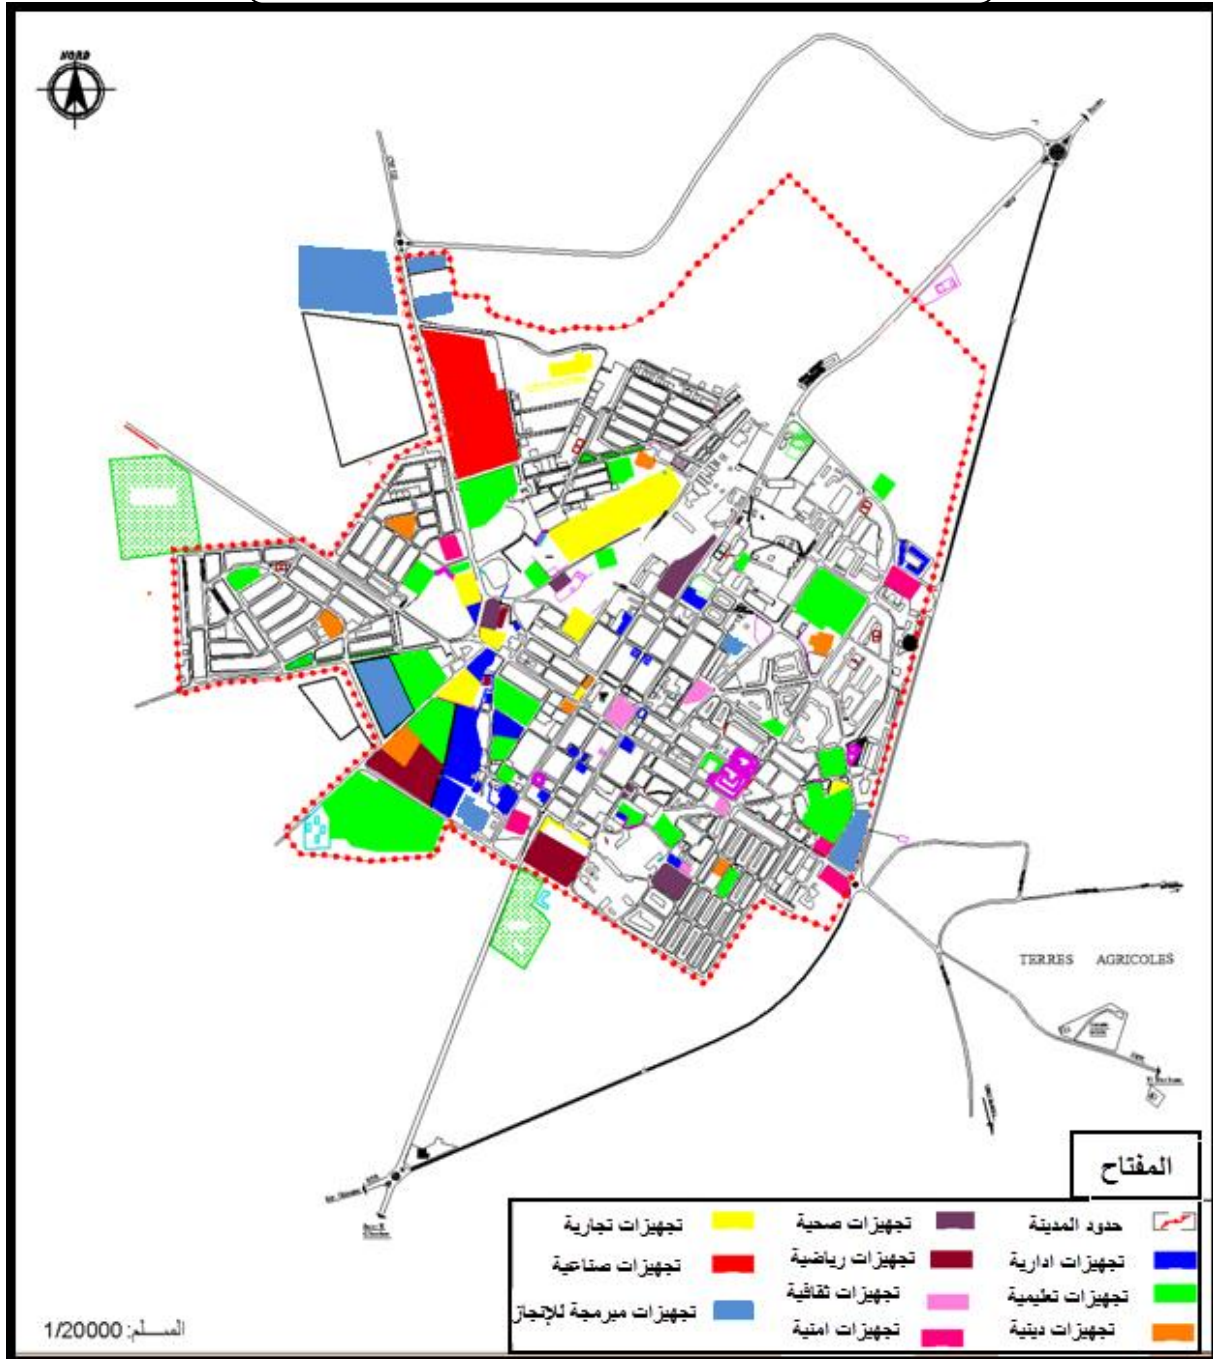 NORD
TERRES AGRICOLES
المفتاح
حدود المدينة
تجهيزات ادارية
تجهيزات تعليمية
تجهيزات دينية
تجهيزات صحية
تجهيزات رياضية
تجهيزات ثقافية
تجهيزات امنية
تجهيزات تجارية
تجهيزات صناعية
تجهيزات مبرمجة للإنجاز
الســلم: 1/20000